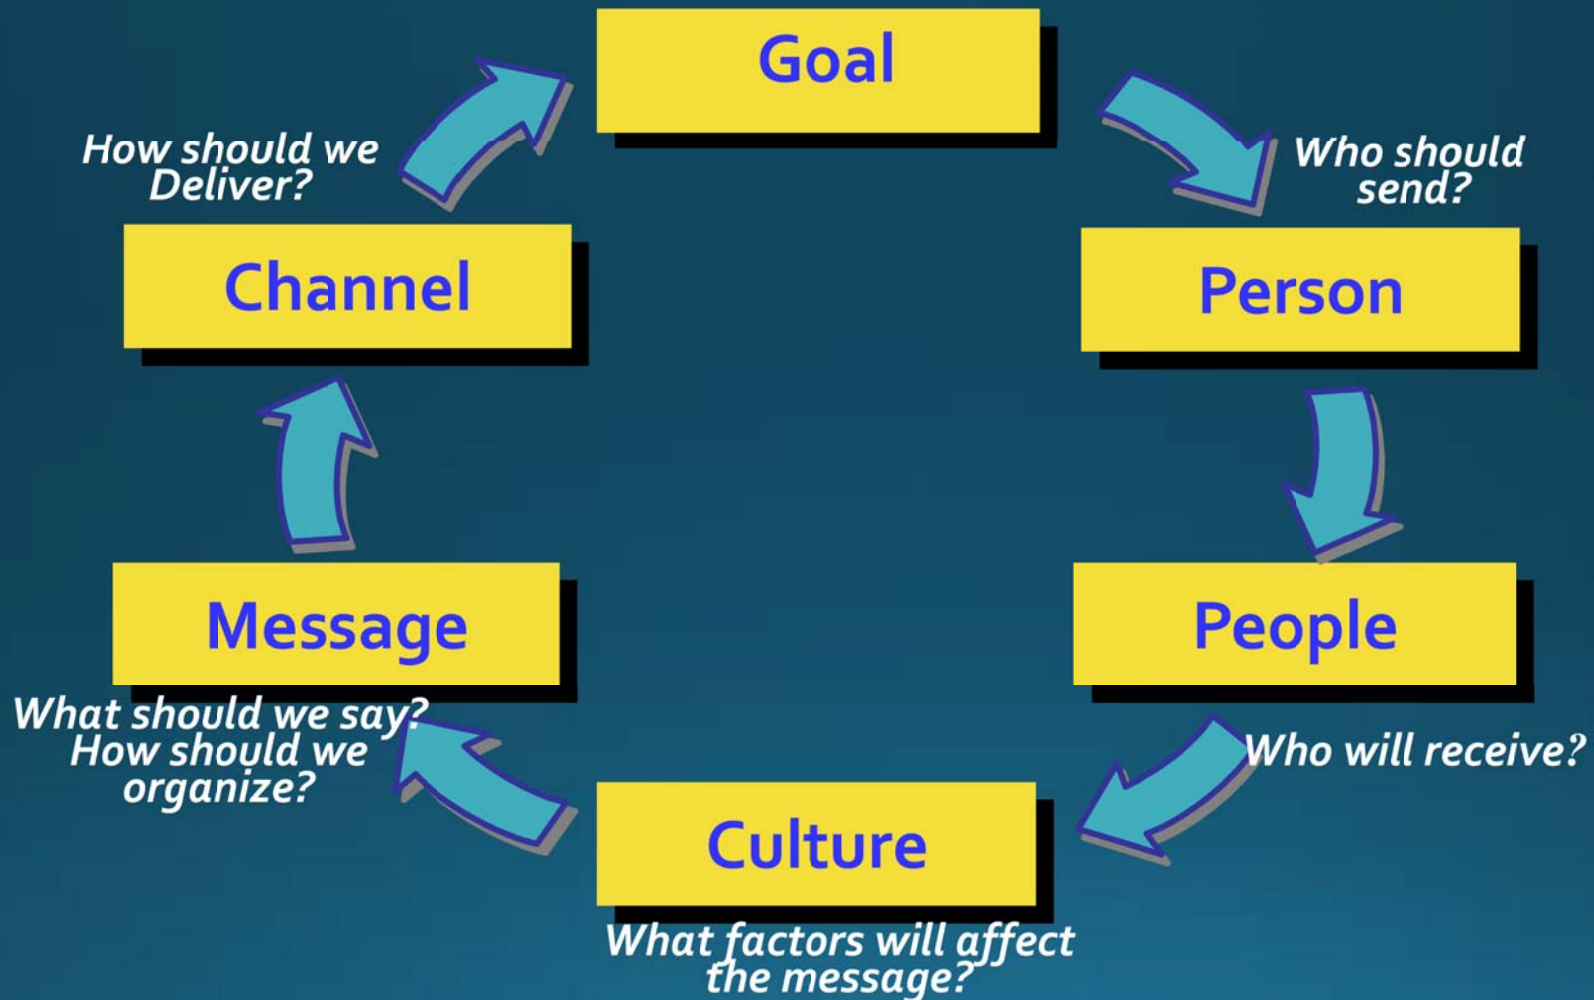 Goal
Who should
send?
Person
People
Who will receive?
Culture
What factors will affect
the message?
Message
What should we say?
How should we
organize?
How should we
Deliver?
Channel